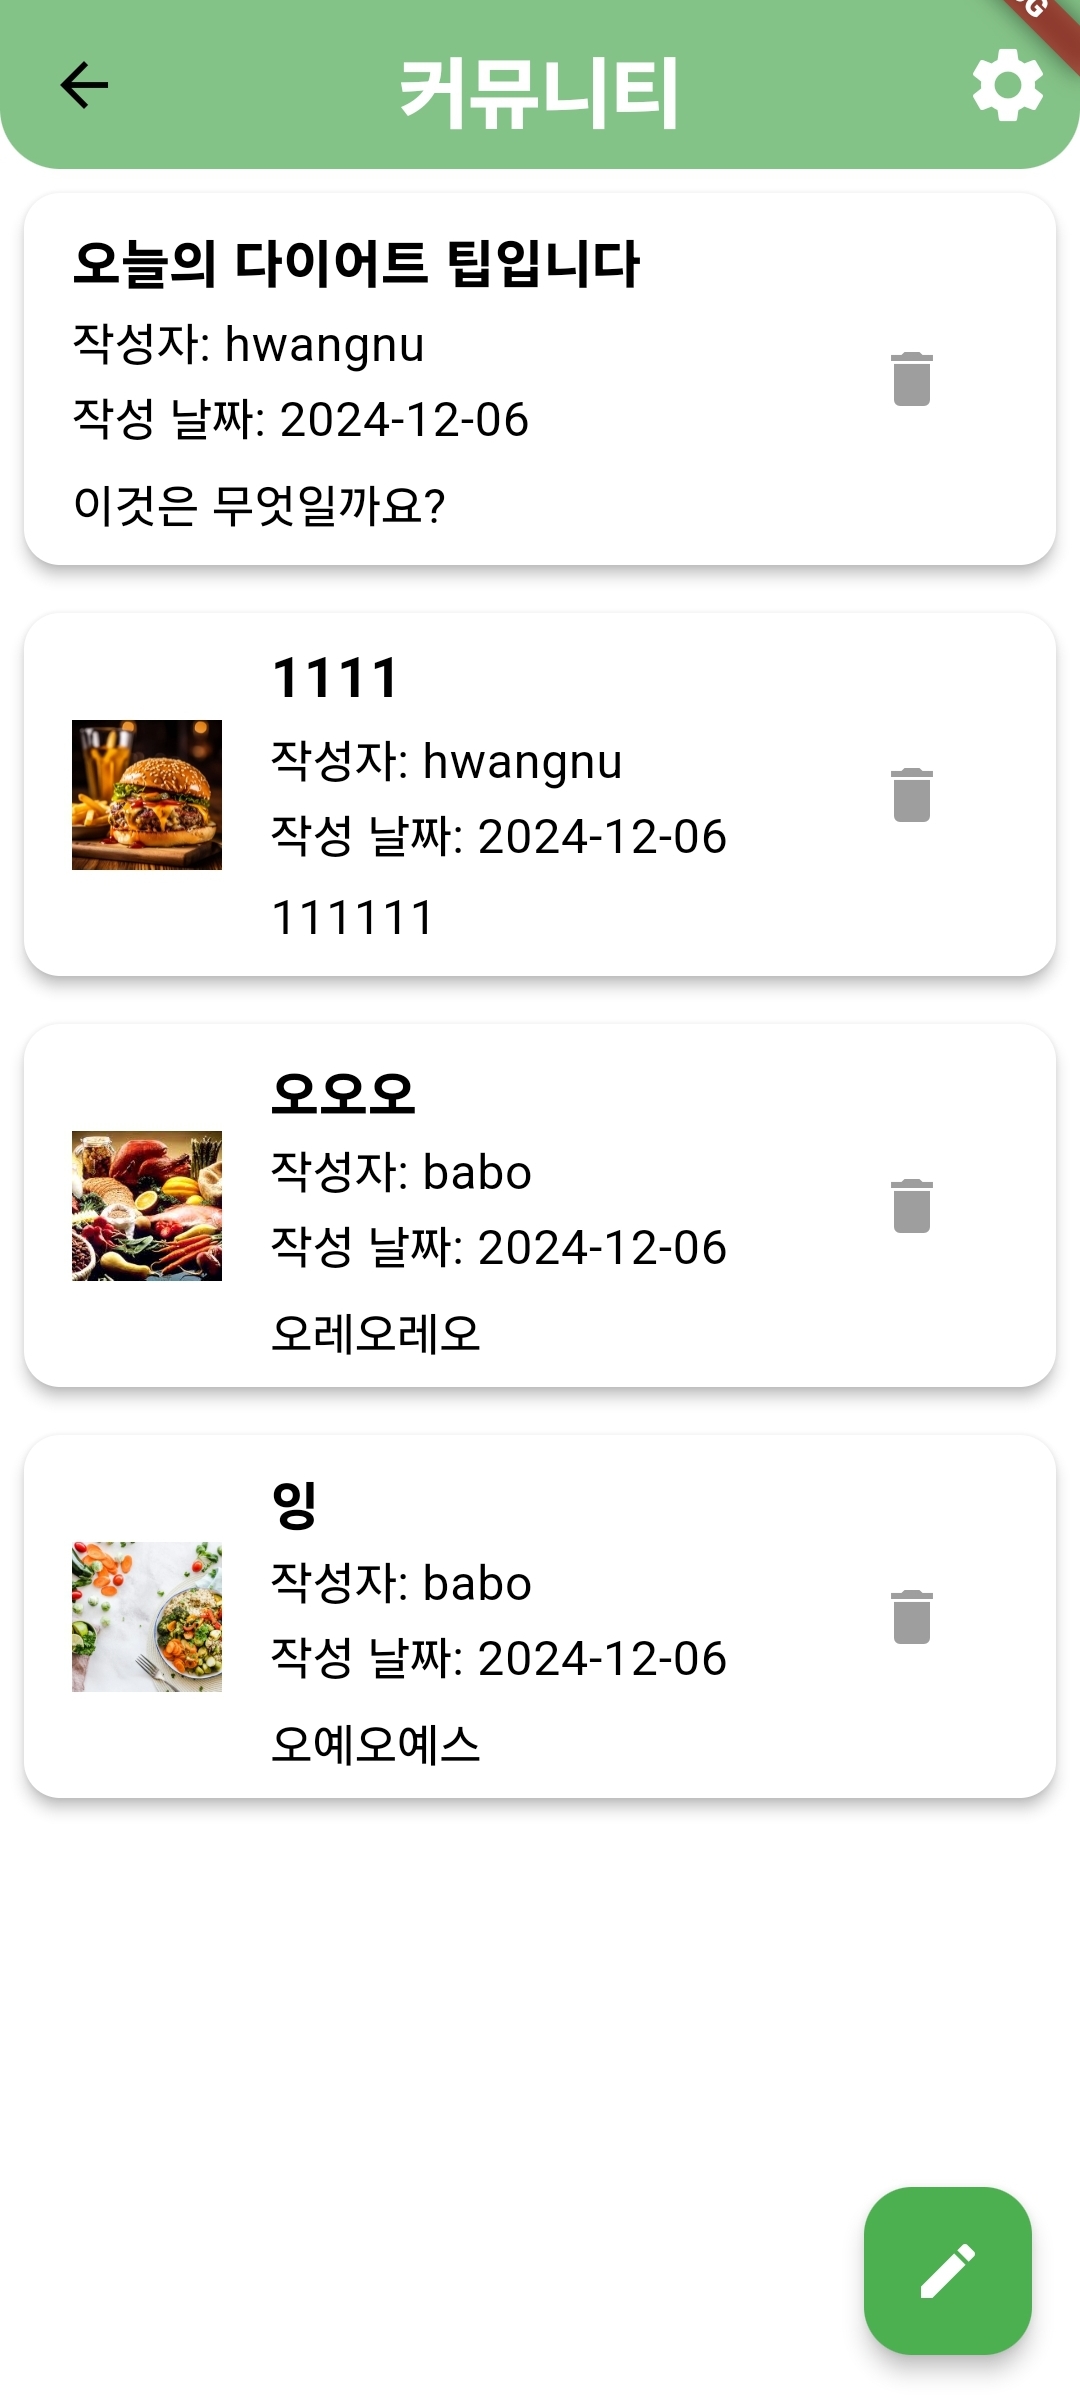 커뮤니티
오늘의 다이어트 팁입니다
작성자: hwangnu
작성 날짜: 2024-12-06
이것은 무엇일까요?
1111
작성자: hwangnu
작성 날짜: 2024-12-06
111111
오오오
작성자: babo
작성 날짜: 2024-12-06
오레오레오
잉
작성자: babo
작성 날짜: 2024-12-06
오예오예스